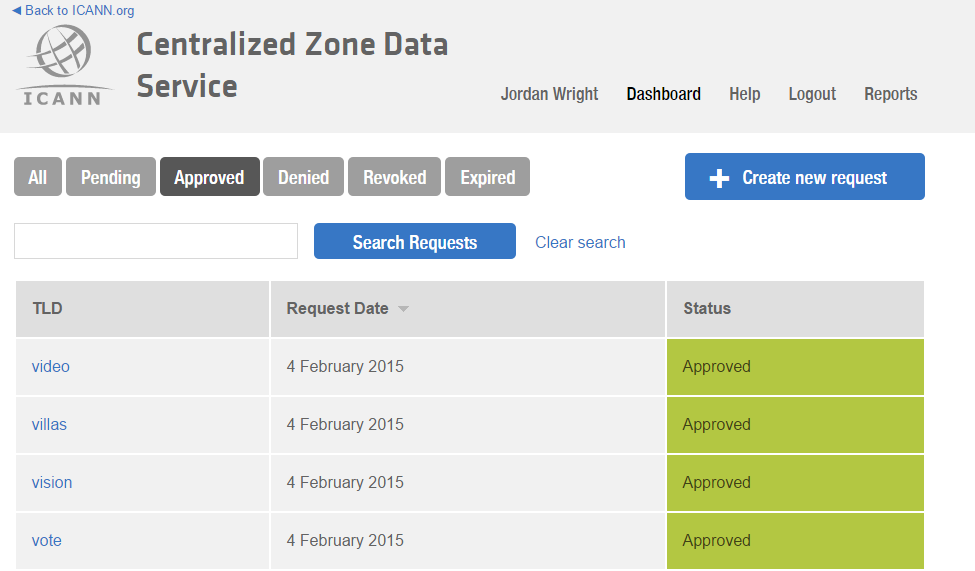 ◀ Back to ICANN.org
ICANN
Centralized Zone Data
Service
Jordan Wright Dashboard Help Logout Reports
All Pending Approved Denied Revoked Expired + Create new request
Search Requests Clear search
TLD Request Date Status
video 4 February 2015 Approved
villas 4 February 2015 Approved
vision 4 February 2015 Approved
vote 4 February 2015 Approved